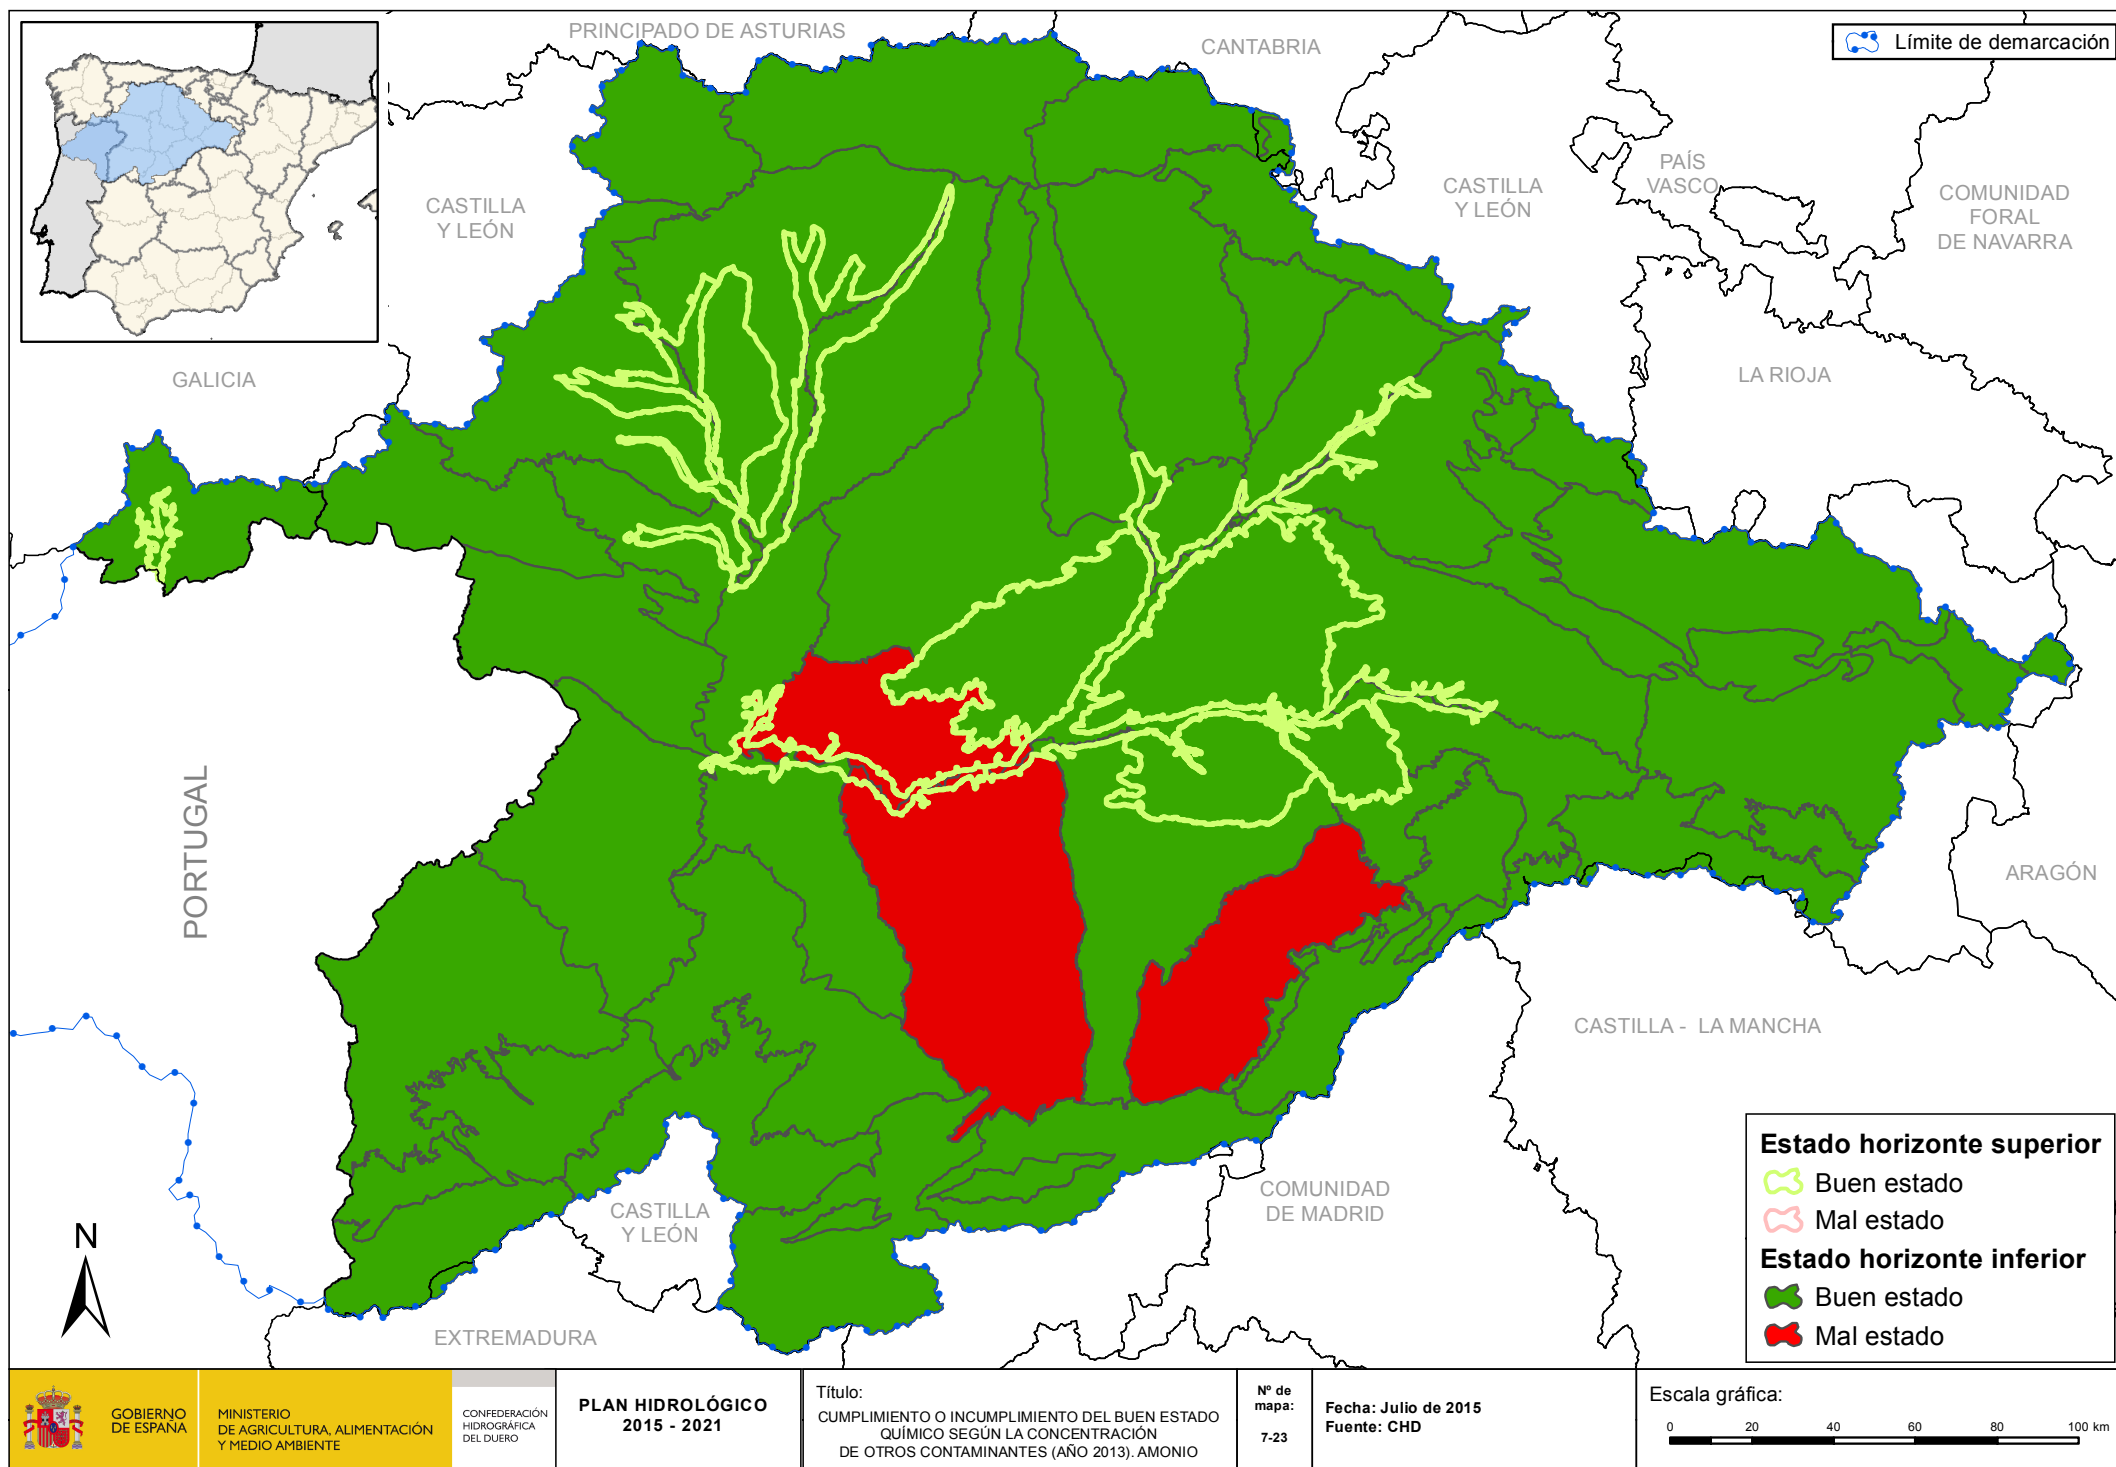 PRINCIPADO DE ASTURIAS
CANTABRIA
Límite de demarcación
CASTILLA
Y LEÓN
CASTILLA
Y LEÓN
PAÍS
VASCO
COMUNIDAD
FORAL
DE NAVARRA
GALICIA
LA RIOJA
PORTUGAL
ARAGÓN
CASTILLA - LA MANCHA
COMUNIDAD
DE MADRID
CASTILLA
Y LEÓN
EXTREMADURA
N
Estado horizonte superior
Buen estado
Mal estado
Estado horizonte inferior
Buen estado
Mal estado
GOBIERNO
DE ESPAÑA
MINISTERIO
DE AGRICULTURA, ALIMENTACIÓN
Y MEDIO AMBIENTE
CONFEDERACIÓN
HIDROGRÁFICA
DEL DUERO
PLAN HIDROLÓGICO
2015 - 2021
Título:
CUMPLIMIENTO O INCUMPLIMIENTO DEL BUEN ESTADO
QUÍMICO SEGÚN LA CONCENTRACIÓN
DE OTROS CONTAMINANTES (AÑO 2013). AMONIO
Nº de
mapa:
7-23
Fecha: Julio de 2015
Fuente: CHD
Escala gráfica:
0 20 40 60 80 100 km